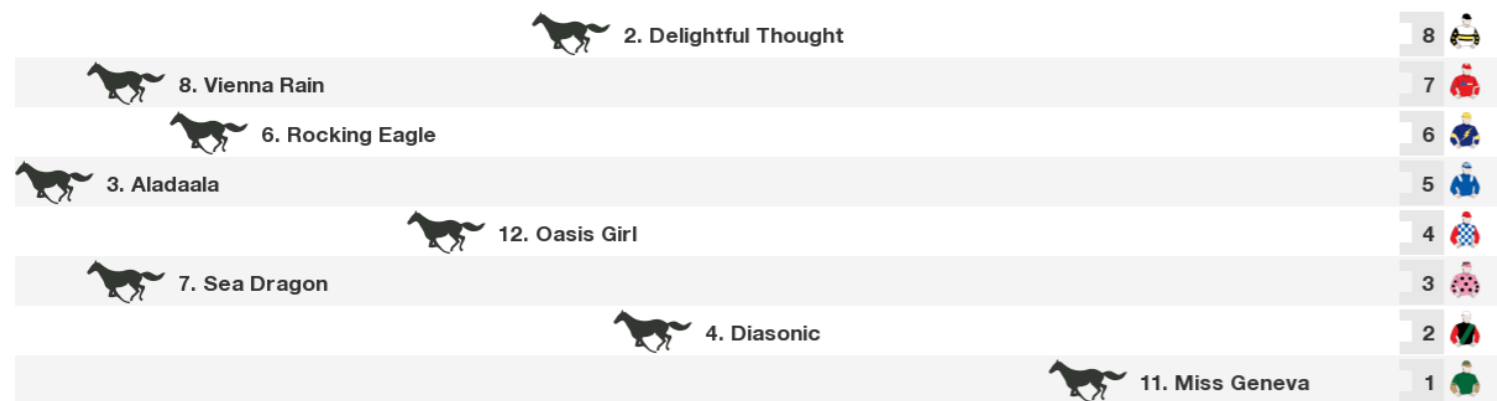 2. Delightful Thought 8
8. Vienna Rain 7
6. Rocking Eagle 6
3. Aladaala 5
12. Oasis Girl 4
7. Sea Dragon 3
4. Diasonic 2
11. Miss Geneva 1